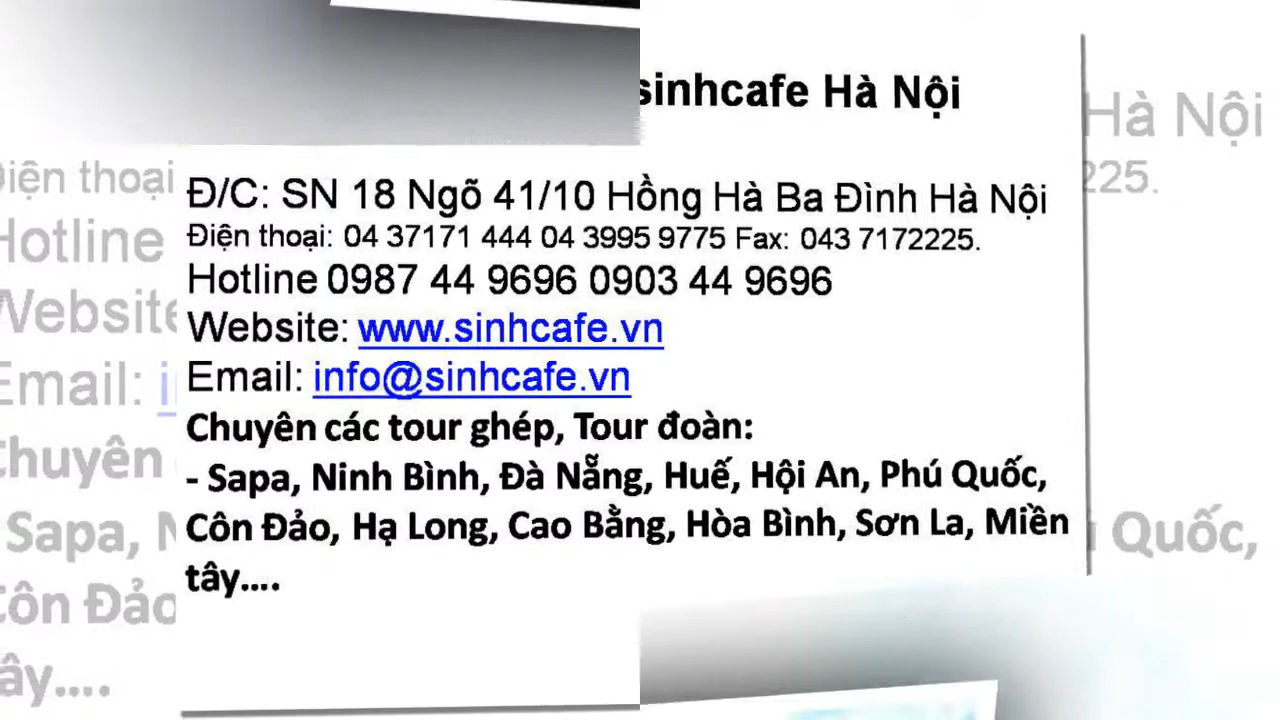 sinhcafe Hà Nội
Đ/C: SN 18 Ngõ 41/10 Hồng Hà Ba Đình Hà Nội
Điện thoại: 04 37171 444 04 3995 9775 Fax: 043 7172225.
Hotline 0987 44 9696 0903 44 9696
Website: www.sinhcafe.vn
Email: info@sinhcafe.vn
Chuyên các tour ghép, Tour đoàn:
- Sapa, Ninh Bình, Đà Nẵng, Huế, Hội An, Phú Quốc,
Côn Đảo, Hạ Long, Cao Bằng, Hòa Bình, Sơn La, Miền
tây....